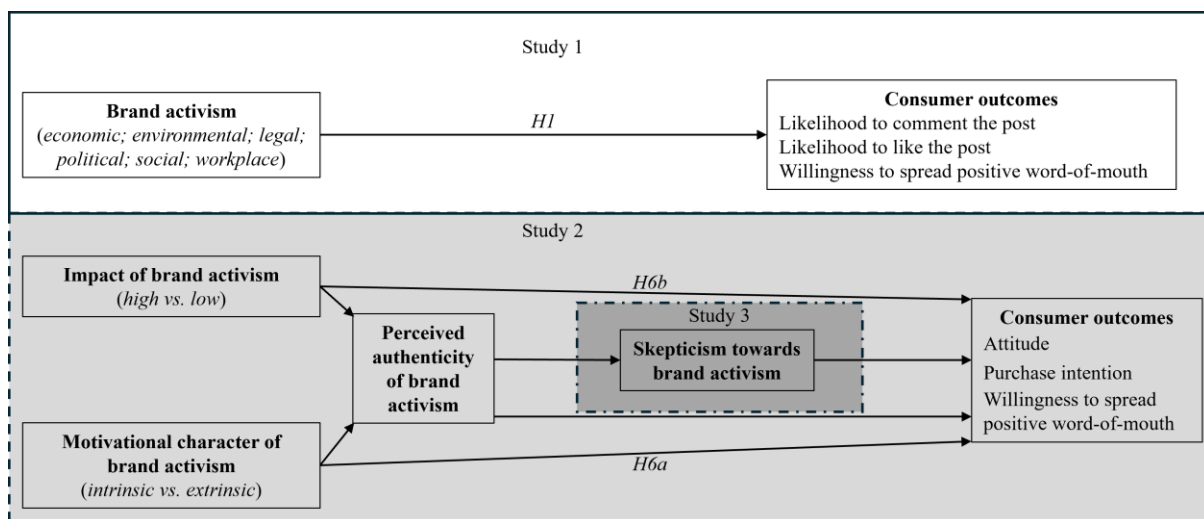 Study 1
Brand activism
(economic; environmental; legal;
political; social; workplace)
H1
Consumer outcomes
Likelihood to comment the post
Likelihood to like the post
Willingness to spread positive word-of-mouth
Study 2
Impact of brand activism
(high vs. low)
H6b
Perceived
authenticity
of brand
activism
Study 3
Skepticism towards
brand activism
Consumer outcomes
Attitude
Purchase intention
Willingness to spread
positive word-of-mouth
Motivational character of
brand activism
(intrinsic vs. extrinsic)
H6a